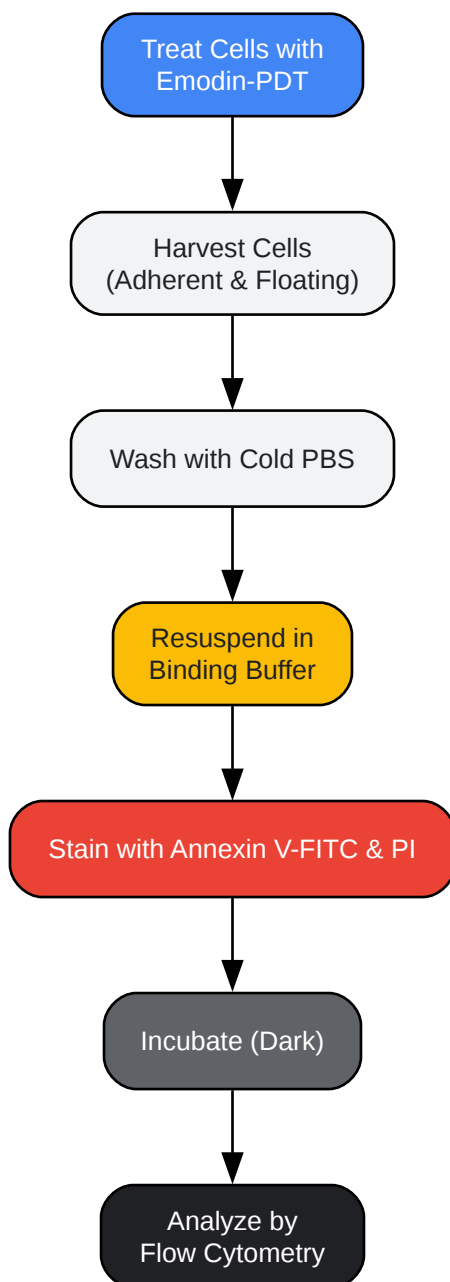 Treat Cells with
Emodin-PDT
Harvest Cells
(Adherent & Floating)
Wash with Cold PBS
Resuspend in
Binding Buffer
Stain with Annexin V-FITC & PI
Incubate (Dark)
Analyze by
Flow Cytometry